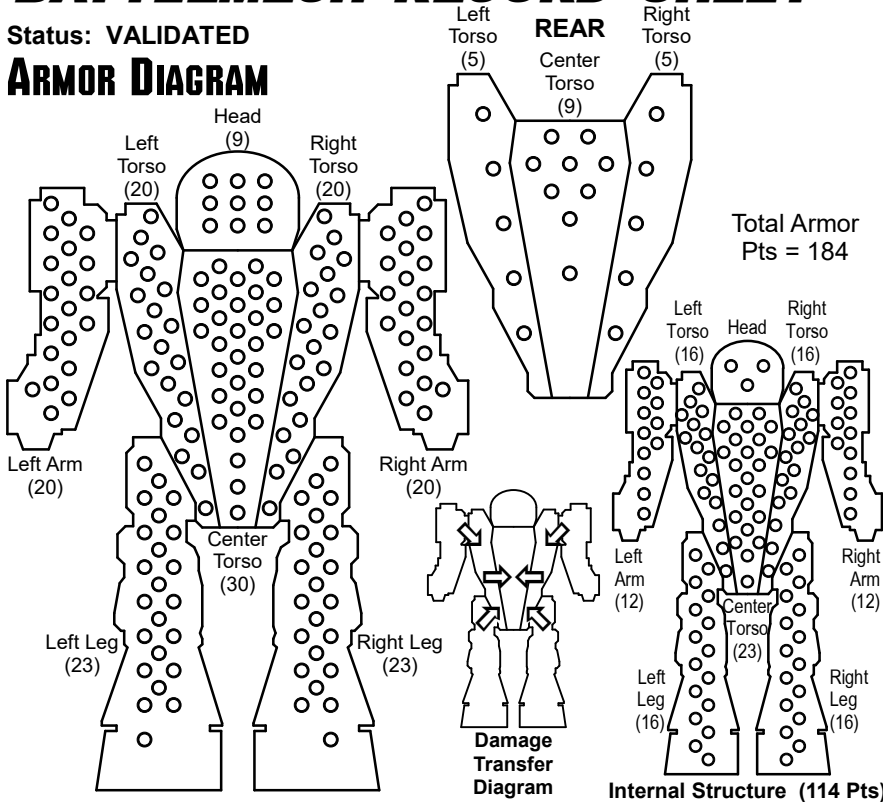 BATTLEMECH RECORD SHEET
Status: VALIDATED
ARMOR DIAGRAM
Head
(9)
Left
Torso
(20)
Right
Torso
(20)
Left Arm
(20)
Right Arm
(20)
Center
Torso
(30)
Left Leg
(23)
Right Leg
(23)
Left
Torso
(5)
REAR
Right
Torso
(5)
Center
Torso
(9)
Total Armor
Pts = 184
Left
Torso
(16)
Head
Right
Torso
(16)
Left
Arm
(12)
Right
Arm
(12)
Center
Torso
(23)
Left
Leg
(16)
Right
Leg
(16)
Damage
Transfer
Diagram
Internal Structure (114 Pts)